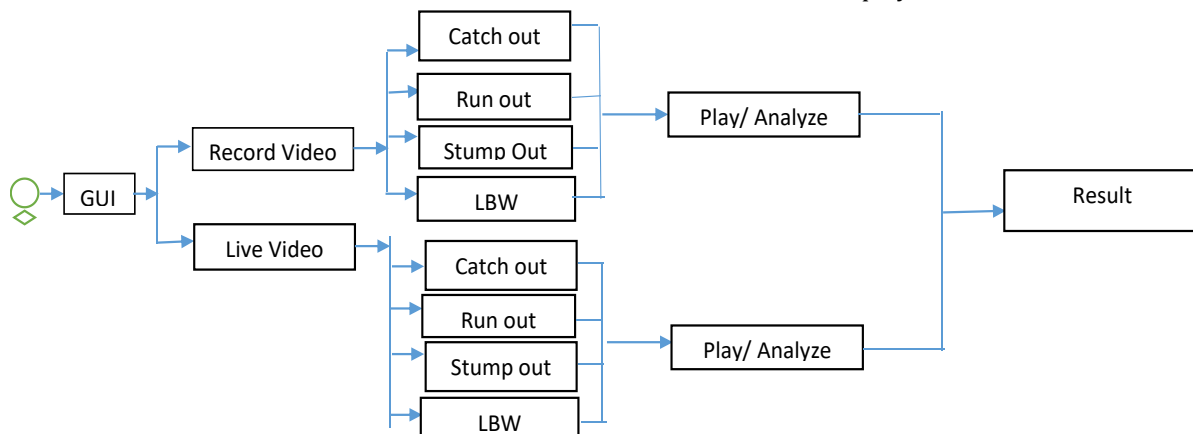 Catch out
Run out
Play/ Analyze
Record Video
Stump Out
GUI
LBW
Result
Live Video
Catch out
Run out
Play/ Analyze
Stump out
LBW